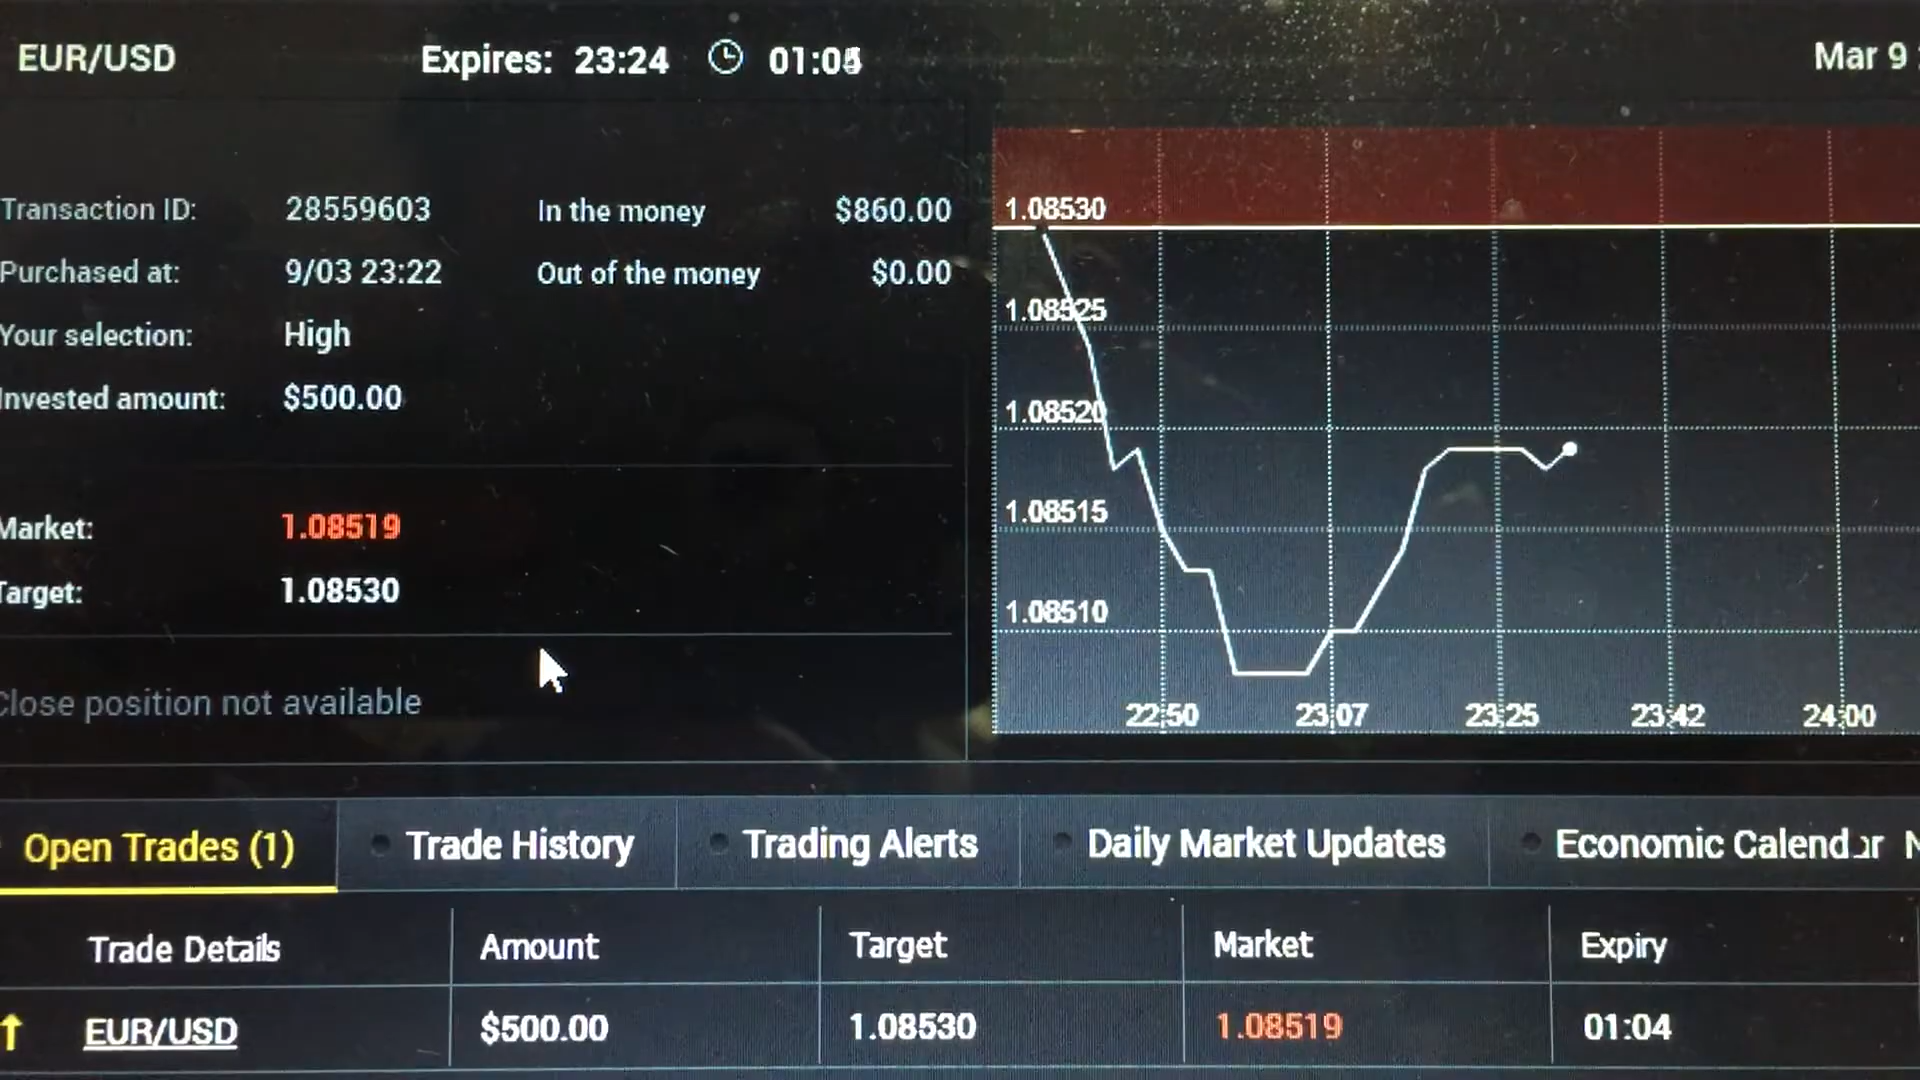 EUR/USD
Expires: 23:24
Mar 9
Transaction ID: 28559603
In the money $860.00
Purchased at: 9/03 23:22
Out of the money $0.00
Your selection: High
Invested amount: $500.00
Market: 1.08519
Target: 1.08530
Close position not available
1.08530
1.08525
1.08520
1.08515
1.08510
22:50 23:07 23:25 23:42 24:00
Open Trades (1) Trade History Trading Alerts Daily Market Updates Economic Calendar
Trade Details Amount Target Market Expiry
EUR/USD $500.00 1.08530 1.08519 01:04